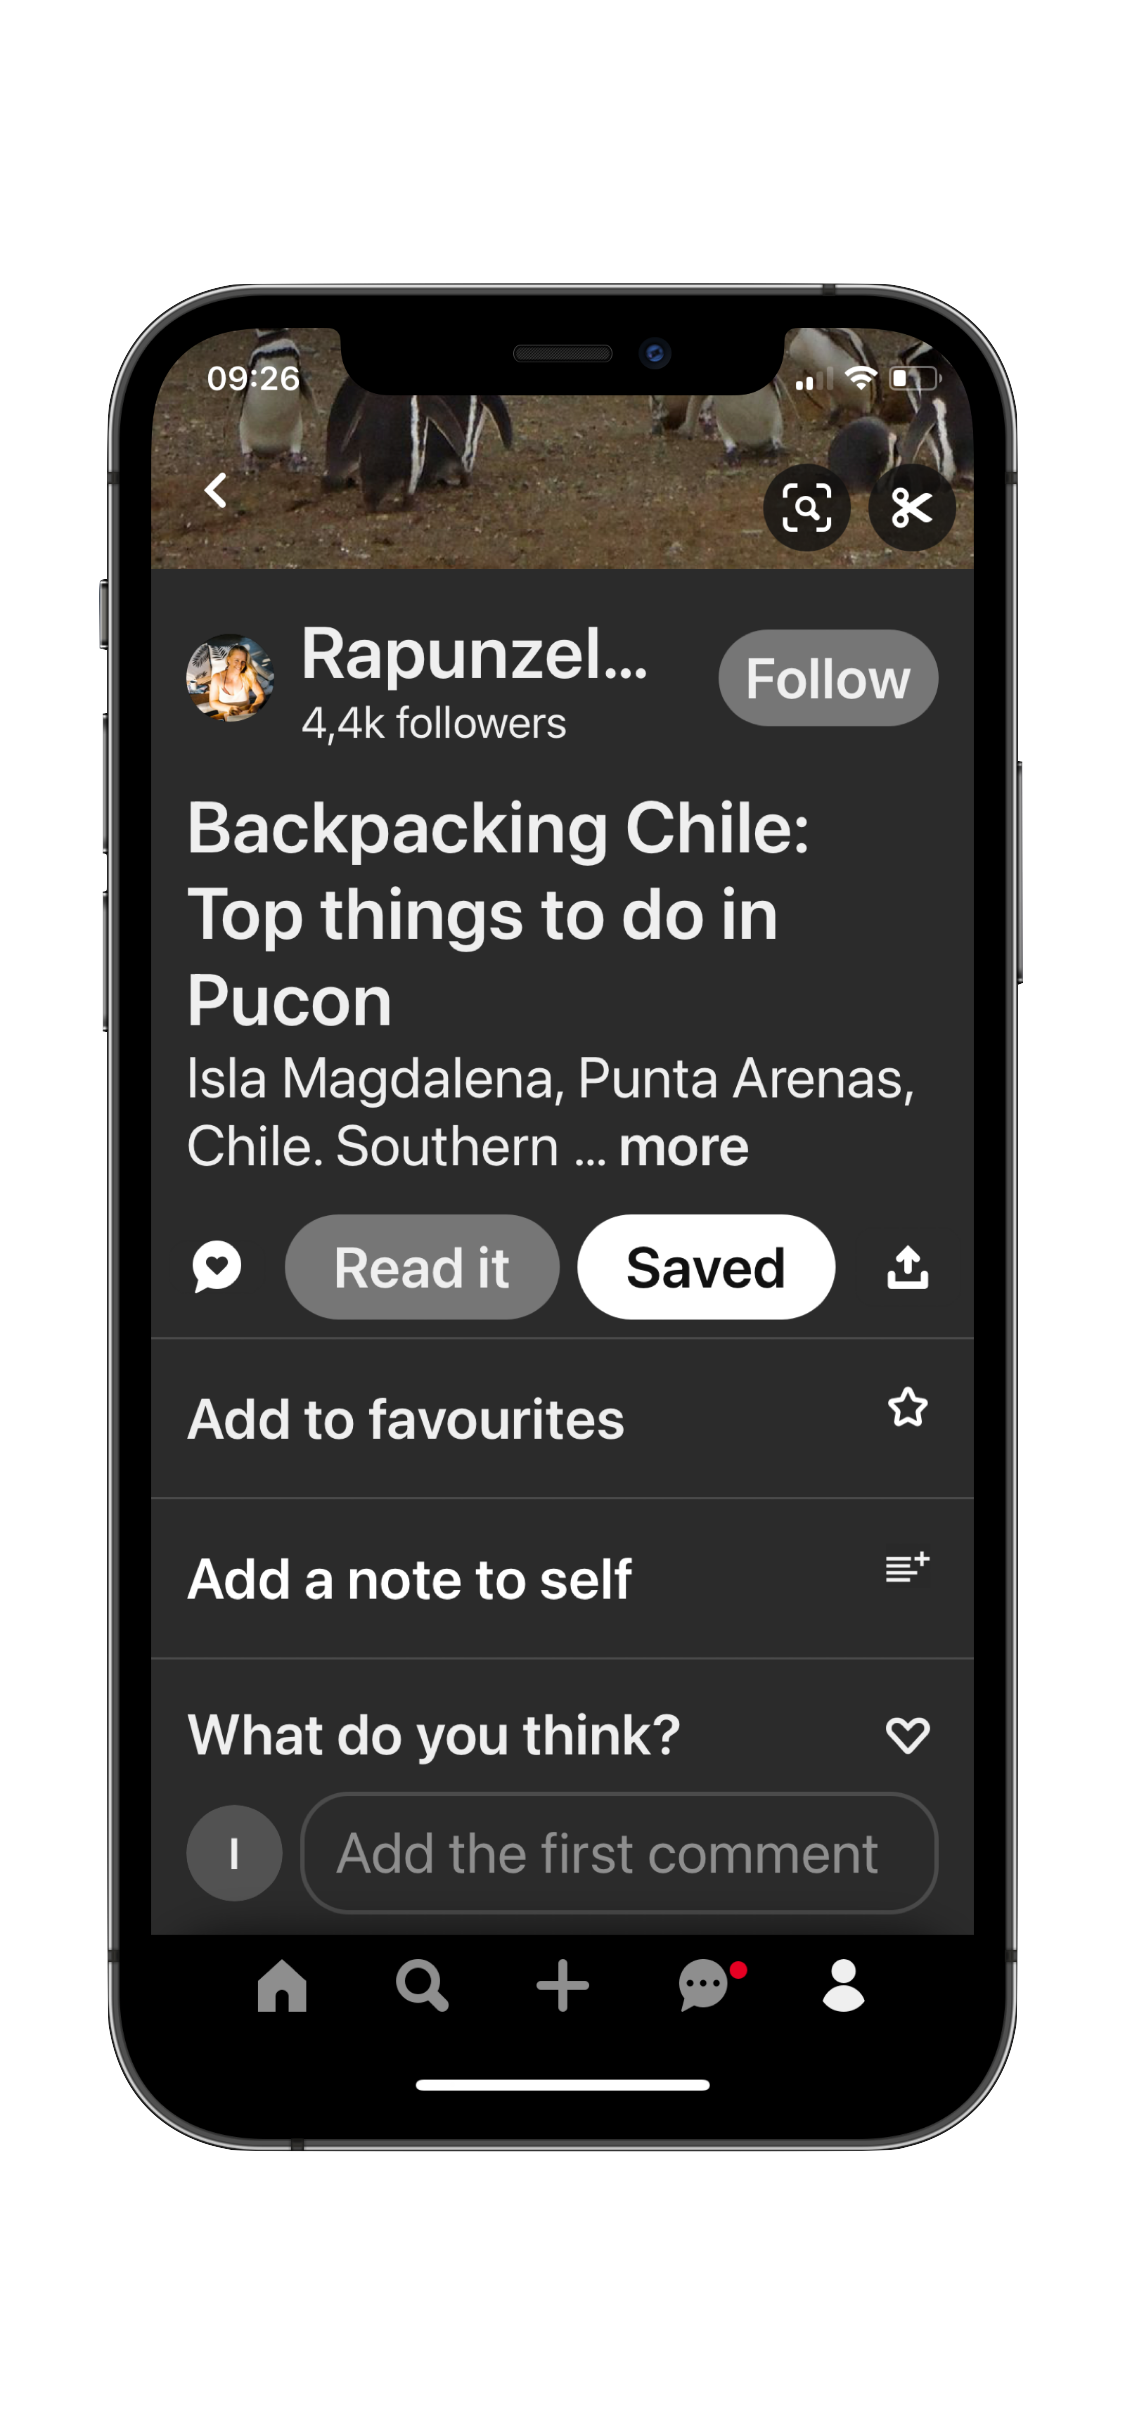 09:26
Rapunzel...
Follow
4,4k followers
Backpacking Chile:
Top things to do in
Pucon
Isla Magdalena, Punta Arenas,
Chile. Southern ... more
Read it
Saved
Add to favourites
Add a note to self
What do you think?
I
Add the first comment